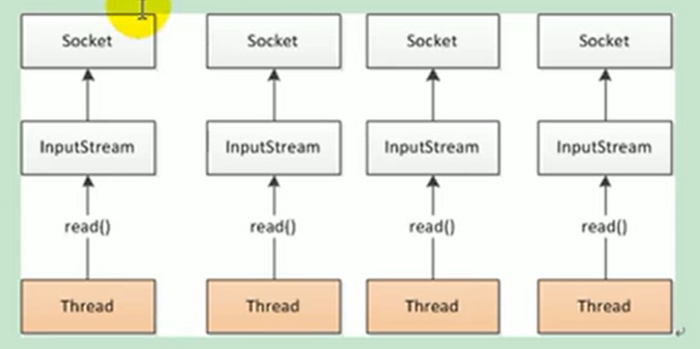 Socket Socket Socket Socket
InputStream InputStream InputStream InputStream
read() read() read() read()
Thread Thread Thread Thread